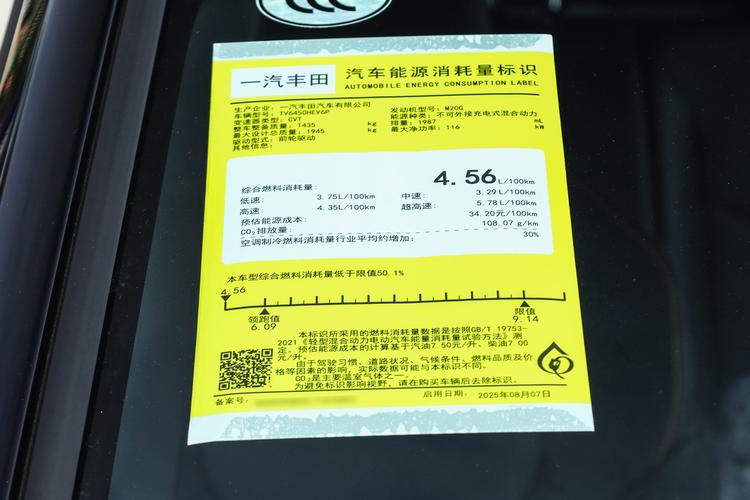 一汽丰田
汽车能源消耗量标识
AUTOMOBILE ENERGY CONSUMPTION LABEL
生产企业：一汽丰田汽车有限公司
车辆型号：TV6450HEV6P
变速器类型：CVT
整车整备质量：1435 kg
最大设计总质量：1945 kg
驱动型式：前轮驱动
其他信息：
发动机型号：M20G
能源种类：不可外接充电式混合动力
排量：1987 mL
最大净功率：116 kW
综合燃料消耗量： 4.56 L/100km
低速： 3.75L/100km 中速： 3.29L/100km
高速： 4.35L/100km 超高速： 5.78L/100km
预估能源成本： 34.20元/100km
CO₂排放量： 108.07 g/km
空调制冷燃料消耗量行业平均约增加： 30%
本车型综合燃料消耗量低于限值50.1%
4.56
领跑值 限值
6.09 9.14
本标识所采用的燃料消耗量数据是按照GB/T 19753-
2021《轻型混合动力电动汽车能量消耗量试验方法》测
定。预估能源成本的计算基于汽油7.50元/升、柴油7.00
元/升。
由于驾驶习惯、道路状况、气候条件、燃料品质及价
格等因素的影响，实际数据可能与本标识不同。
CO₂是主要温室气体之一。
为避免标识影响视野，请在购买车辆后去除标识。
备案号：
启用日期： 2025年08月07日